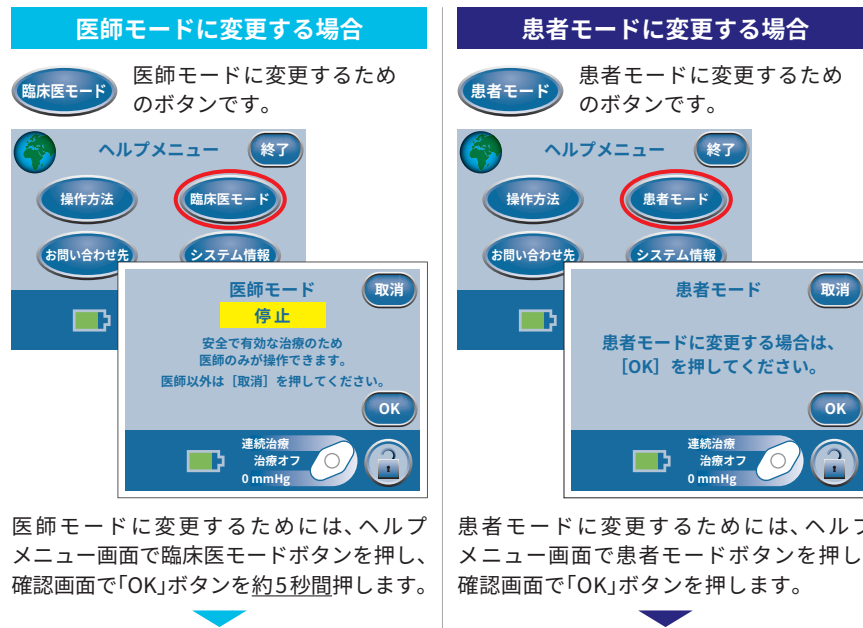 医師モードに変更する場合
臨床医モード
医師モードに変更するため
のボタンです。
ヘルプメニュー
終了
操作方法
臨床医モード
お問い合わせ先
システム情報
医師モード
取消
停止
安全で有効な治療のため
医師のみが操作できます。
医師以外は［取消］を押してください。
OK
連続治療
治療オフ
0 mmHg
医師モードに変更するためには、ヘルプ
メニュー画面で臨床医モードボタンを押し、
確認画面で「OK」ボタンを約5秒間押します。
患者モードに変更する場合
患者モード
患者モードに変更するため
のボタンです。
ヘルプメニュー
終了
操作方法
患者モード
お問い合わせ先
システム情報
患者モード
取消
患者モードに変更する場合は、
［OK］を押してください。
OK
連続治療
治療オフ
0 mmHg
患者モードに変更するためには、ヘルプ
メニュー画面で患者モードボタンを押し
確認画面で「OK」ボタンを押します。